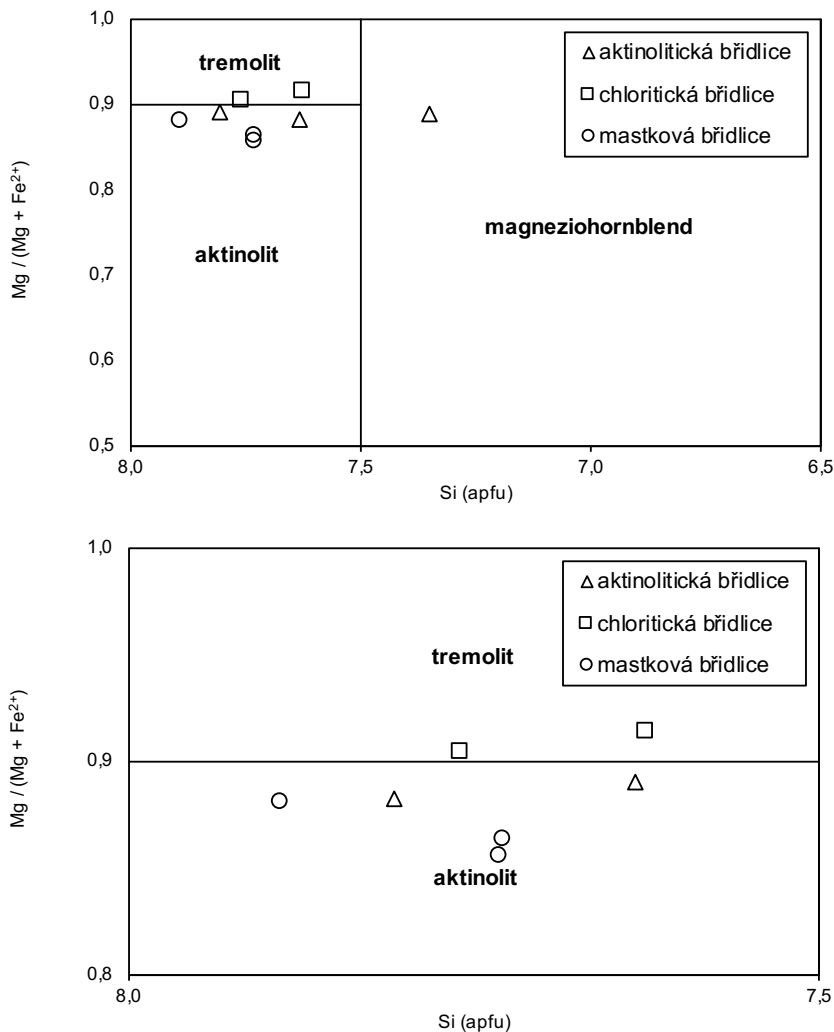 1,0
0,9
0,8
0,7
0,6
0,5
Mg / (Mg + Fe²⁺)
tremolit
aktinolit
magneziohornblend
aktinolitická břidlice
chloritická břidlice
mastková břidlice
8,0
7,5
7,0
6,5
Si (apfu)
1,0
0,9
0,8
Mg / (Mg + Fe²⁺)
aktinolitická břidlice
chloritická břidlice
mastková břidlice
tremolit
aktinolit
8,0
7,5
Si (apfu)